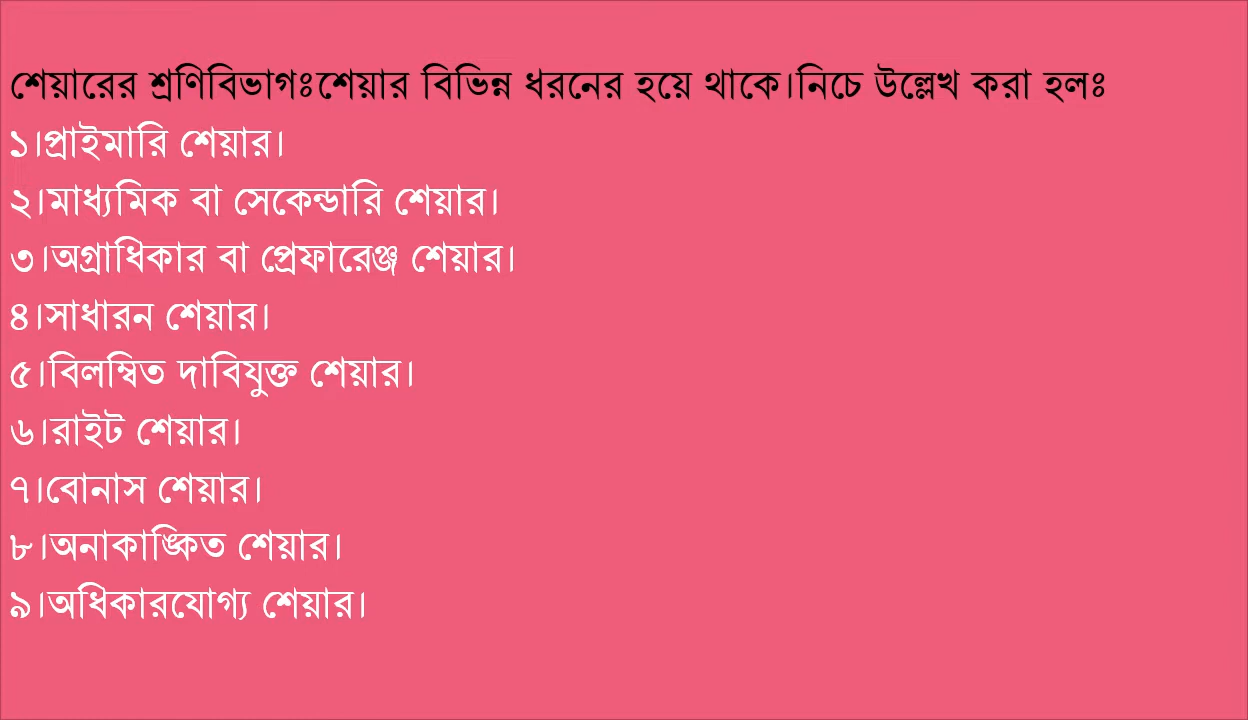 শেয়ারের শ্রণিবিভাগঃশেয়ার বিভিন্ন ধরনের হয়ে থাকে।নিচে উল্লেখ করা হলঃ
১।প্রাইমারি শেয়ার।
২।মাধ্যমিক বা সেকেন্ডারি শেয়ার।
৩।অগ্রাধিকার বা প্রেফারেঞ্জ শেয়ার।
৪।সাধারন শেয়ার।
৫।বিলম্বিত দাবিযুক্ত শেয়ার।
৬।রাইট শেয়ার।
৭।বোনাস শেয়ার।
৮।অনাকাঙ্কিত শেয়ার।
৯।অধিকারযোগ্য শেয়ার।